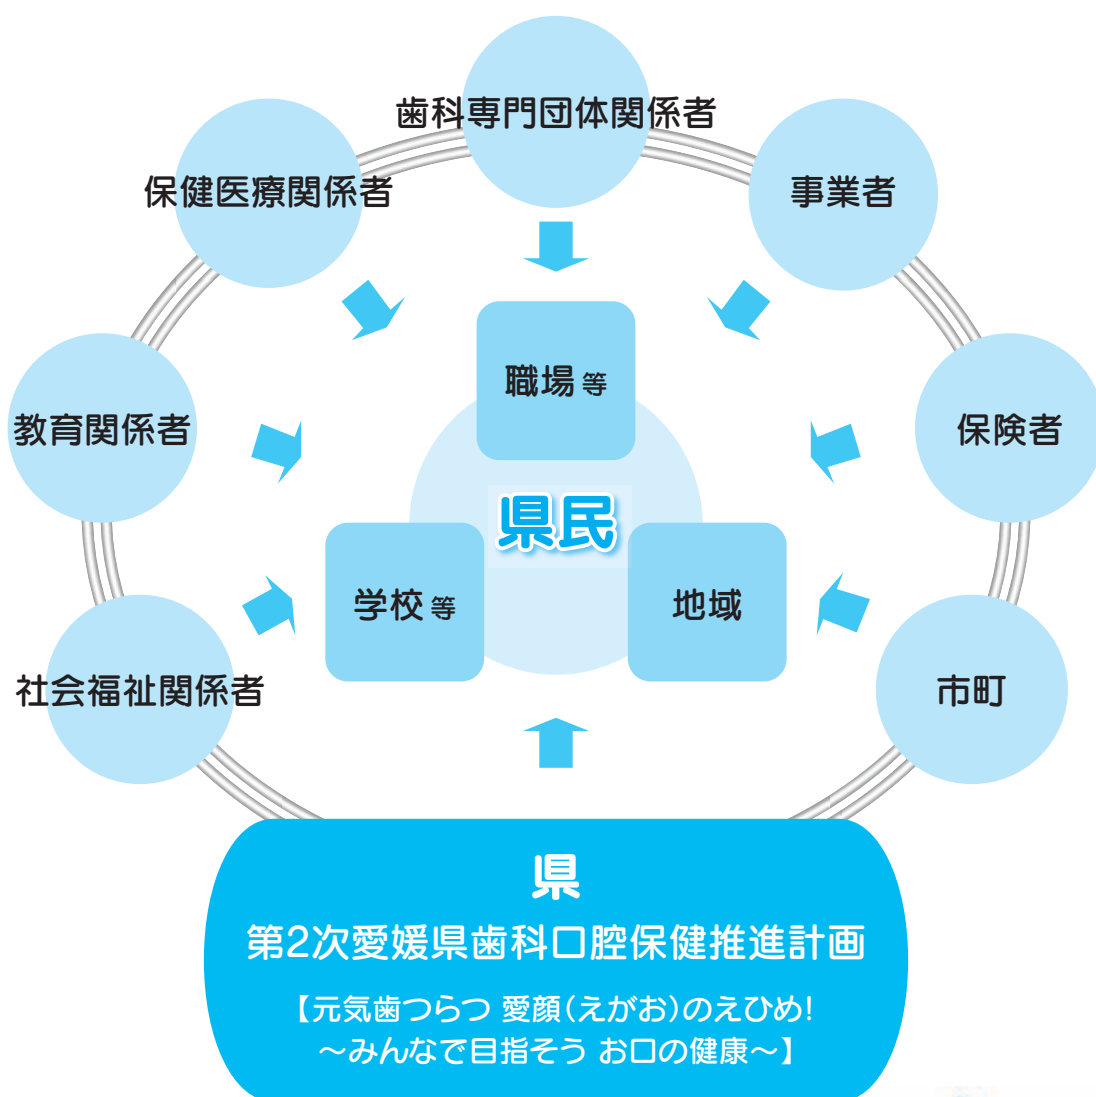 歯科専門団体関係者
保健医療関係者
事業者
教育関係者
保険者
社会福祉関係者
市町
職場 等
県民
学校 等
地域
県
第2次愛媛県歯科口腔保健推進計画
【元気歯つらつ 愛顔(えがお)のえひめ!
～みんなで目指そう お口の健康～】